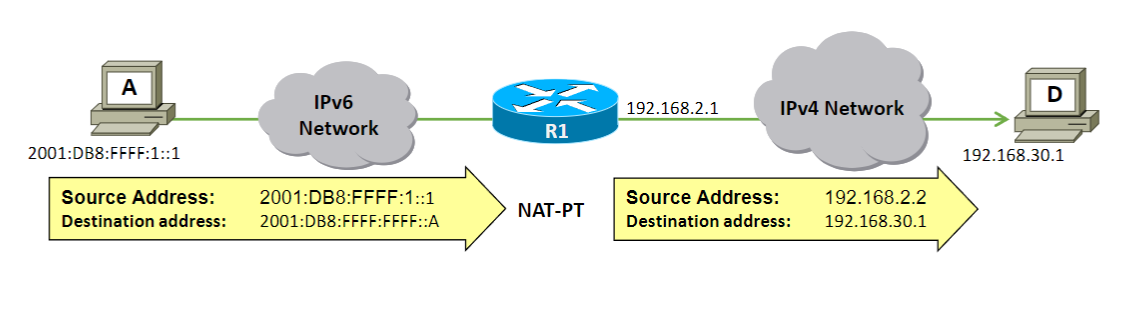 A
IPv6
Network
R1
192.168.2.1
IPv4 Network
D
2001:DB8:FFFF:1::1
192.168.30.1
Source Address: 2001:DB8:FFFF:1::1
Destination address: 2001:DB8:FFFF:FFFF::A
NAT-PT
Source Address: 192.168.2.2
Destination address: 192.168.30.1